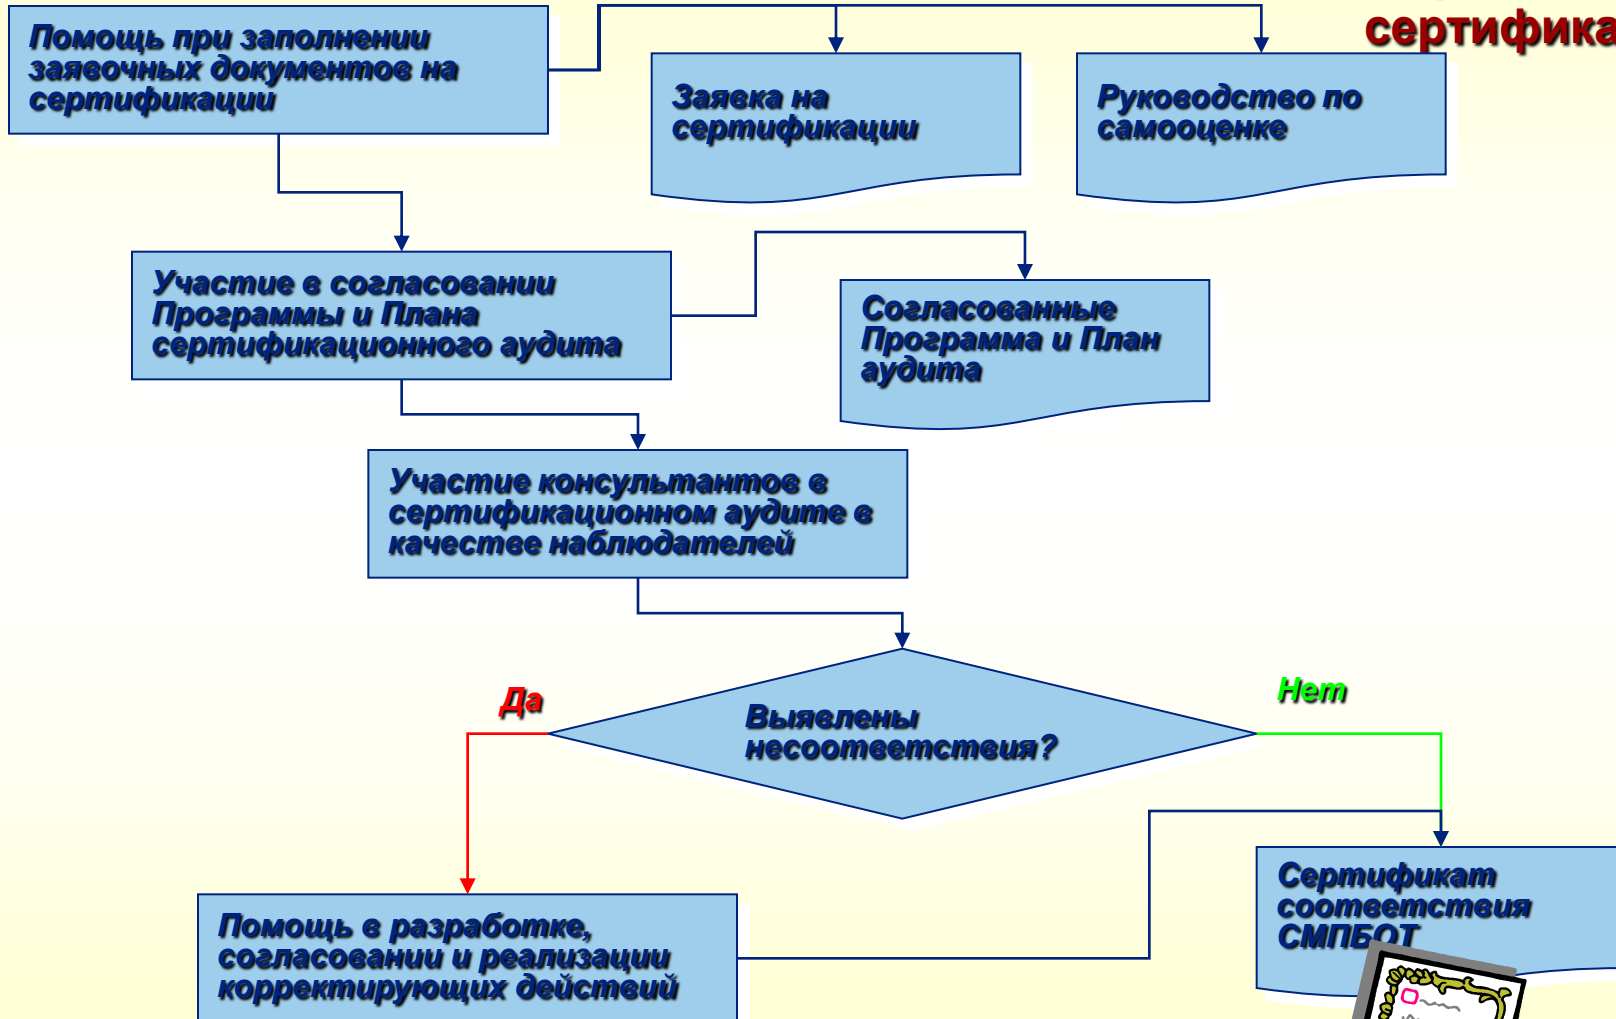 сертифика
Помощь при заполнении
заявочных документов на
сертификации
Заявка на
сертификации
Руководство по
самооценке
Участие в согласовании
Программы и Плана
сертификационного аудита
Согласованные
Программа и План
аудита
Участие консультантов в
сертификационном аудите в
качестве наблюдателей
Да
Нет
Выявлены
несоответствия?
Сертификат
соответствия
СМПБОТ
Помощь в разработке,
согласовании и реализации
корректирующих действий